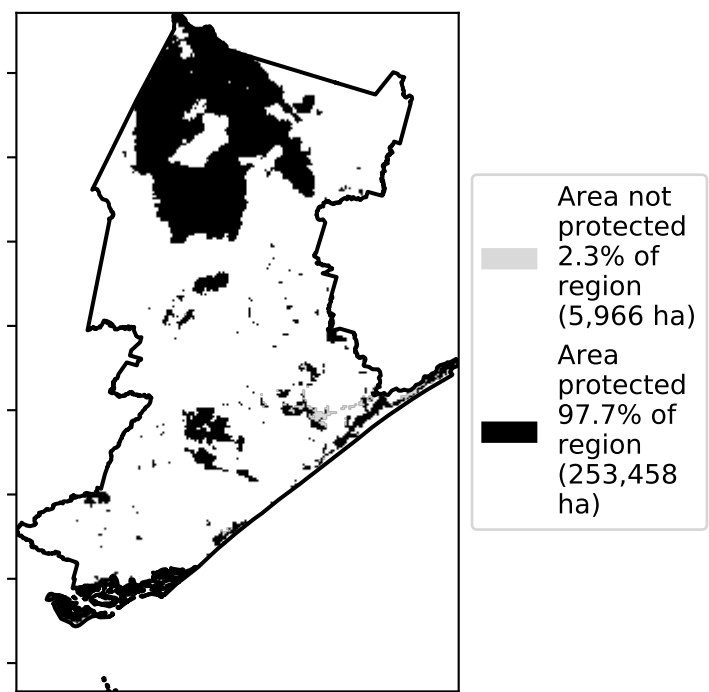 Area not
protected
2.3% of
region
(5,966 ha)
Area
protected
97.7% of
region
(253,458
ha)